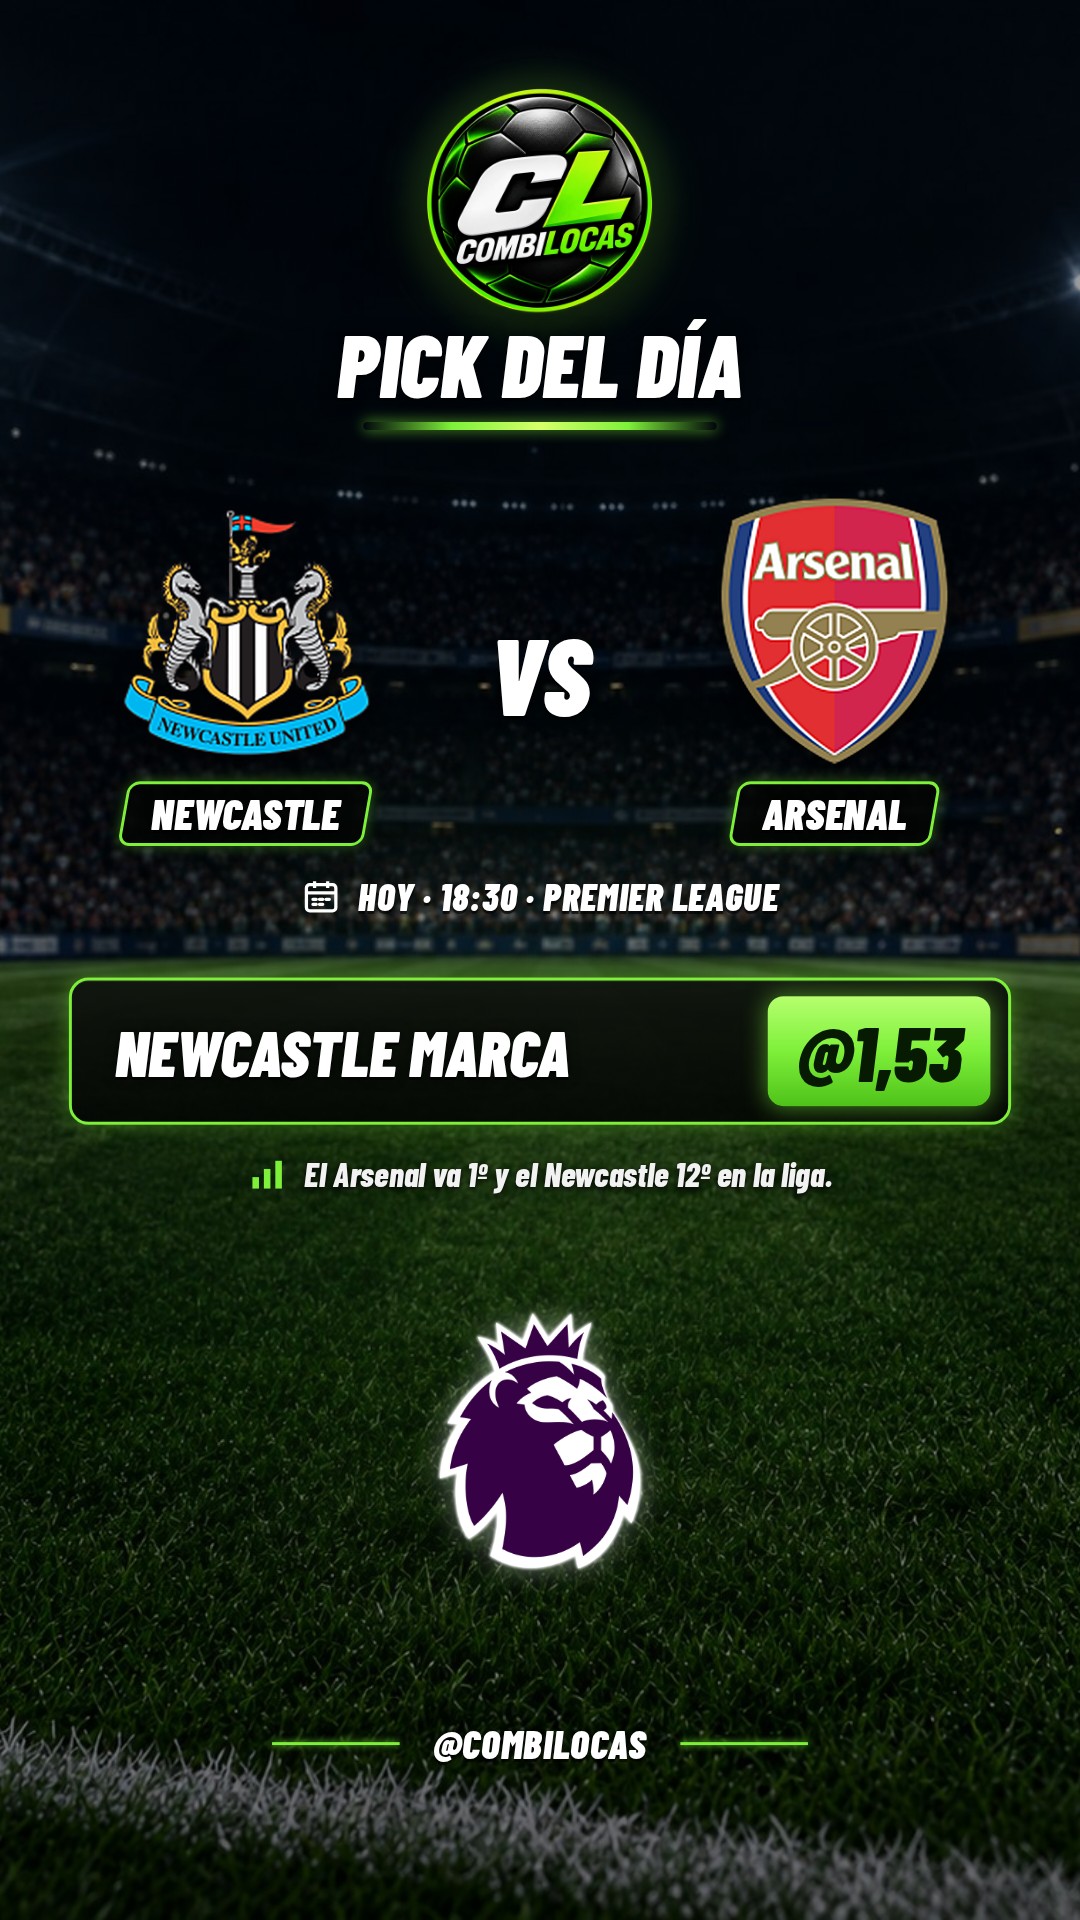 CL
COMBILOCAS
PICK DEL DÍA
Arsenal
NEWCASTLE UNITED
VS
NEWCASTLE
ARSENAL
HOY · 18:30 · PREMIER LEAGUE
NEWCASTLE MARCA
@1,53
El Arsenal va 1º y el Newcastle 12º en la liga.
@COMBILOCAS